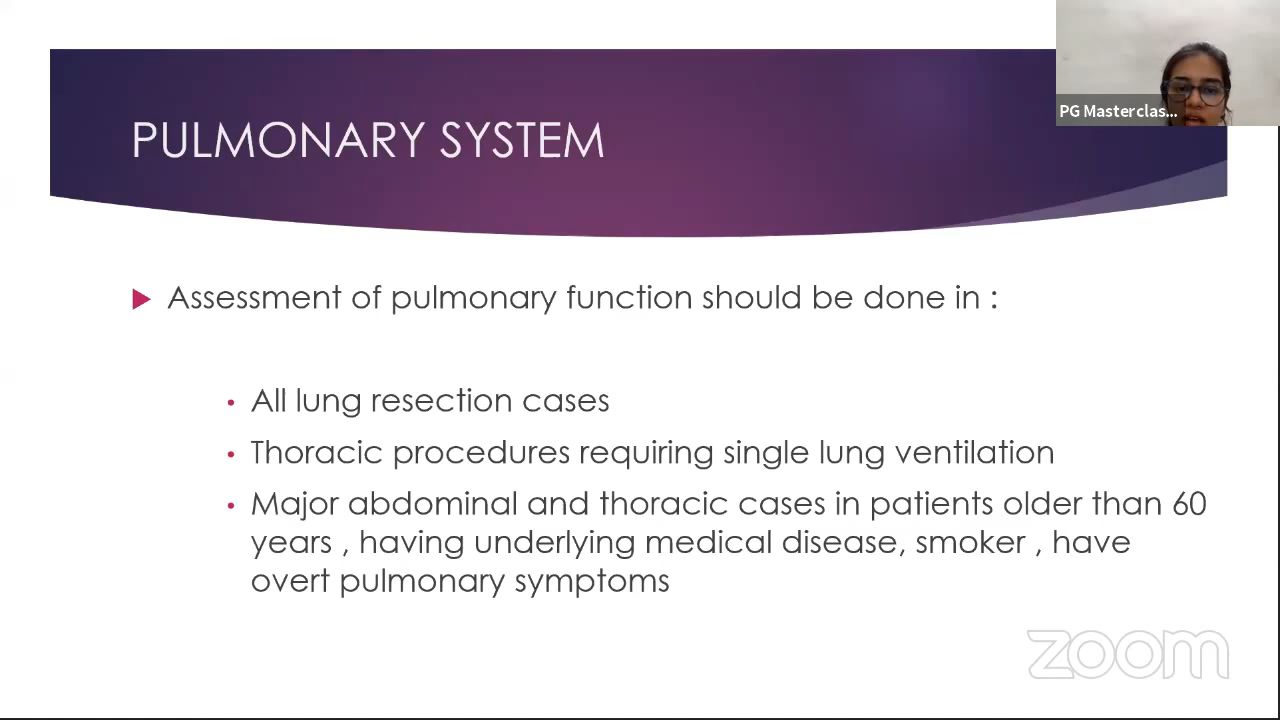 PG Masterclas...
PULMONARY SYSTEM
Assessment of pulmonary function should be done in :
• All lung resection cases
• Thoracic procedures requiring single lung ventilation
• Major abdominal and thoracic cases in patients older than 60
years , having underlying medical disease, smoker , have
overt pulmonary symptoms
zoom